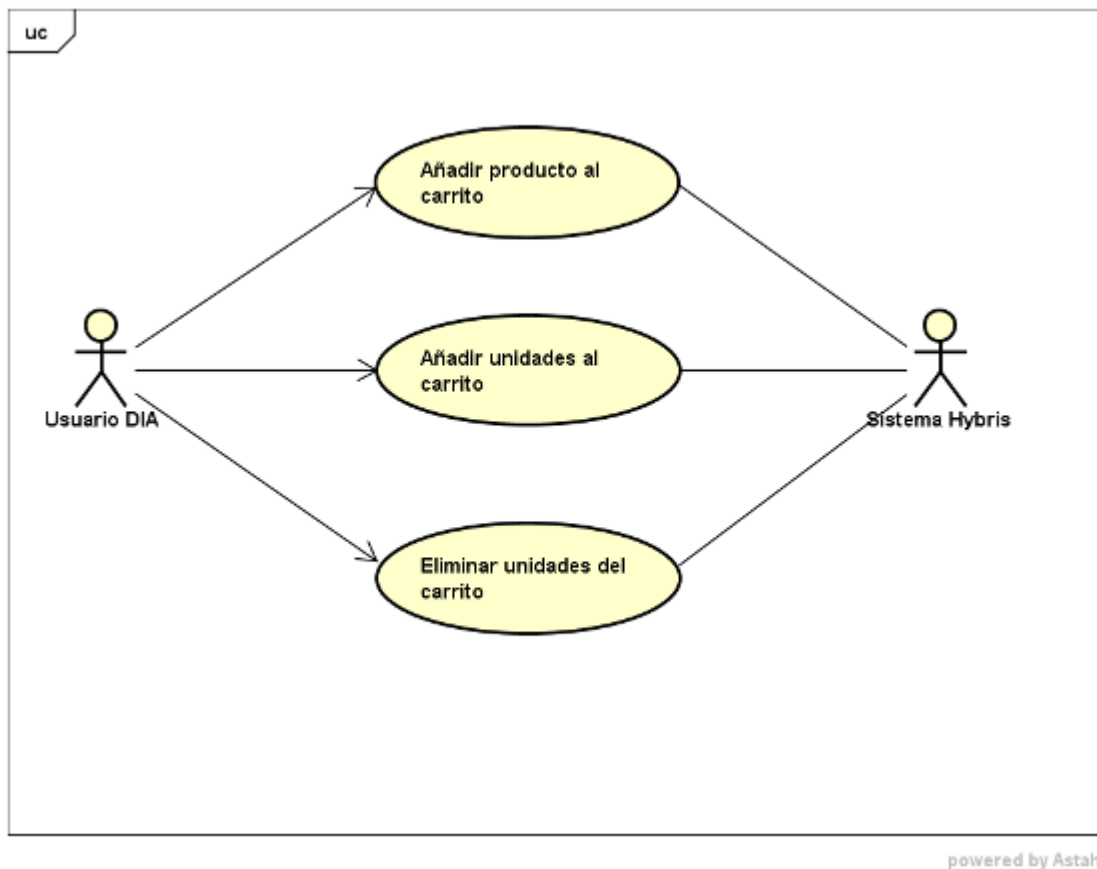 uc
Añadir producto al
carrito
Añadir unidades al
carrito
Usuario DIA
Sistema Hybris
Eliminar unidades del
carrito
powered by Astah